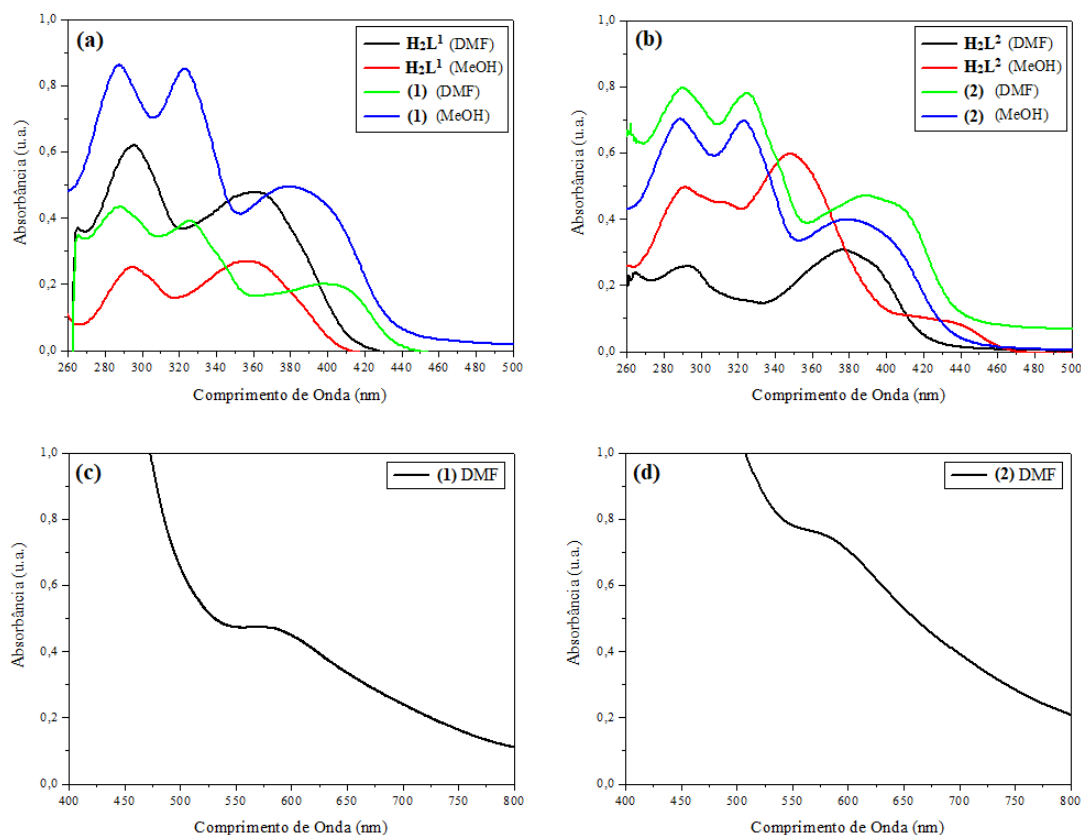 (a)
H₂L¹ (DMF)
H₂L¹ (MeOH)
(1) (DMF)
(1) (MeOH)
1,0
0,8
0,6
0,4
0,2
0,0
Absorbância (u.a.)
260 280 300 320 340 360 380 400 420 440 460 480 500
Comprimento de Onda (nm)
(b)
H₂L² (DMF)
H₂L² (MeOH)
(2) (DMF)
(2) (MeOH)
1,0
0,8
0,6
0,4
0,2
0,0
Absorbância (u.a.)
260 280 300 320 340 360 380 400 420 440 460 480 500
Comprimento de Onda (nm)
(c)
(1) DMF
1,0
0,8
0,6
0,4
0,2
0,0
Absorbância (u.a.)
400 450 500 550 600 650 700 750 800
Comprimento de Onda (nm)
(d)
(2) DMF
1,0
0,8
0,6
0,4
0,2
0,0
Absorbância (u.a.)
400 450 500 550 600 650 700 750 800
Comprimento de Onda (nm)